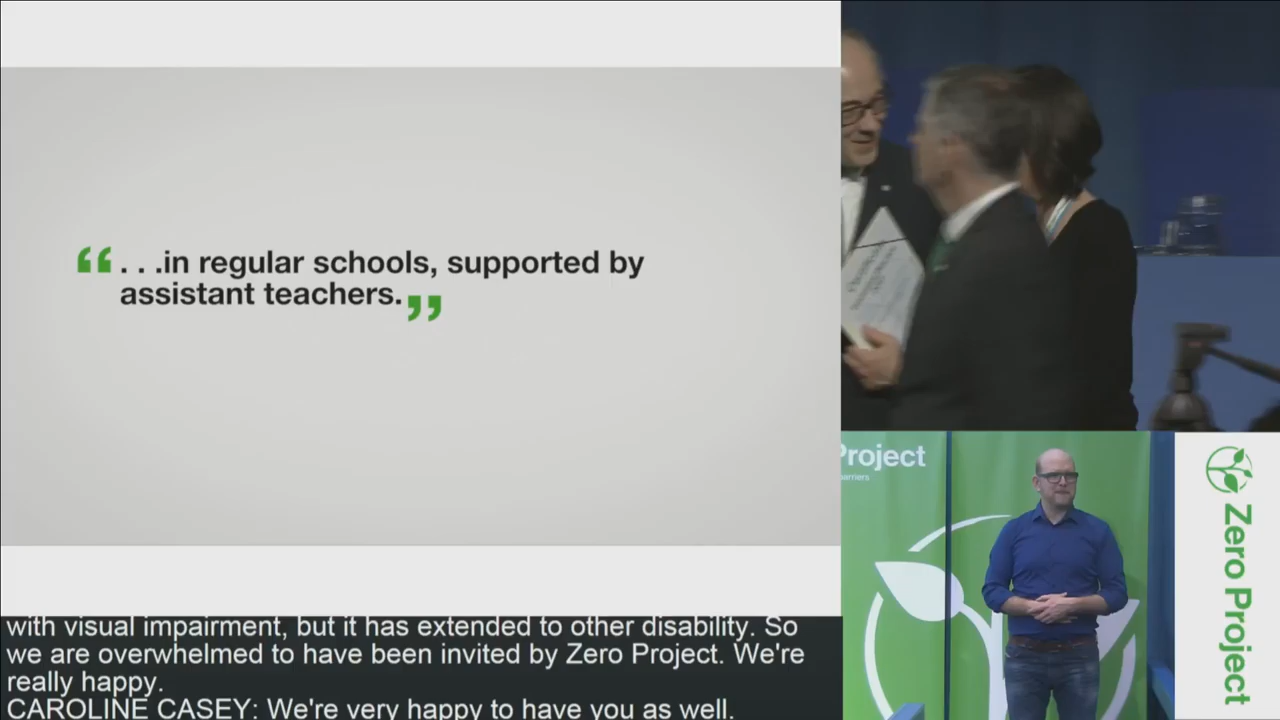 “. . .in regular schools, supported by
assistant teachers.”
with visual impairment, but it has extended to other disability. So
we are overwhelmed to have been invited by Zero Project. We're
really happy.
CAROLINE CASEY: We're very happy to have you as well.
Project
Zero Project